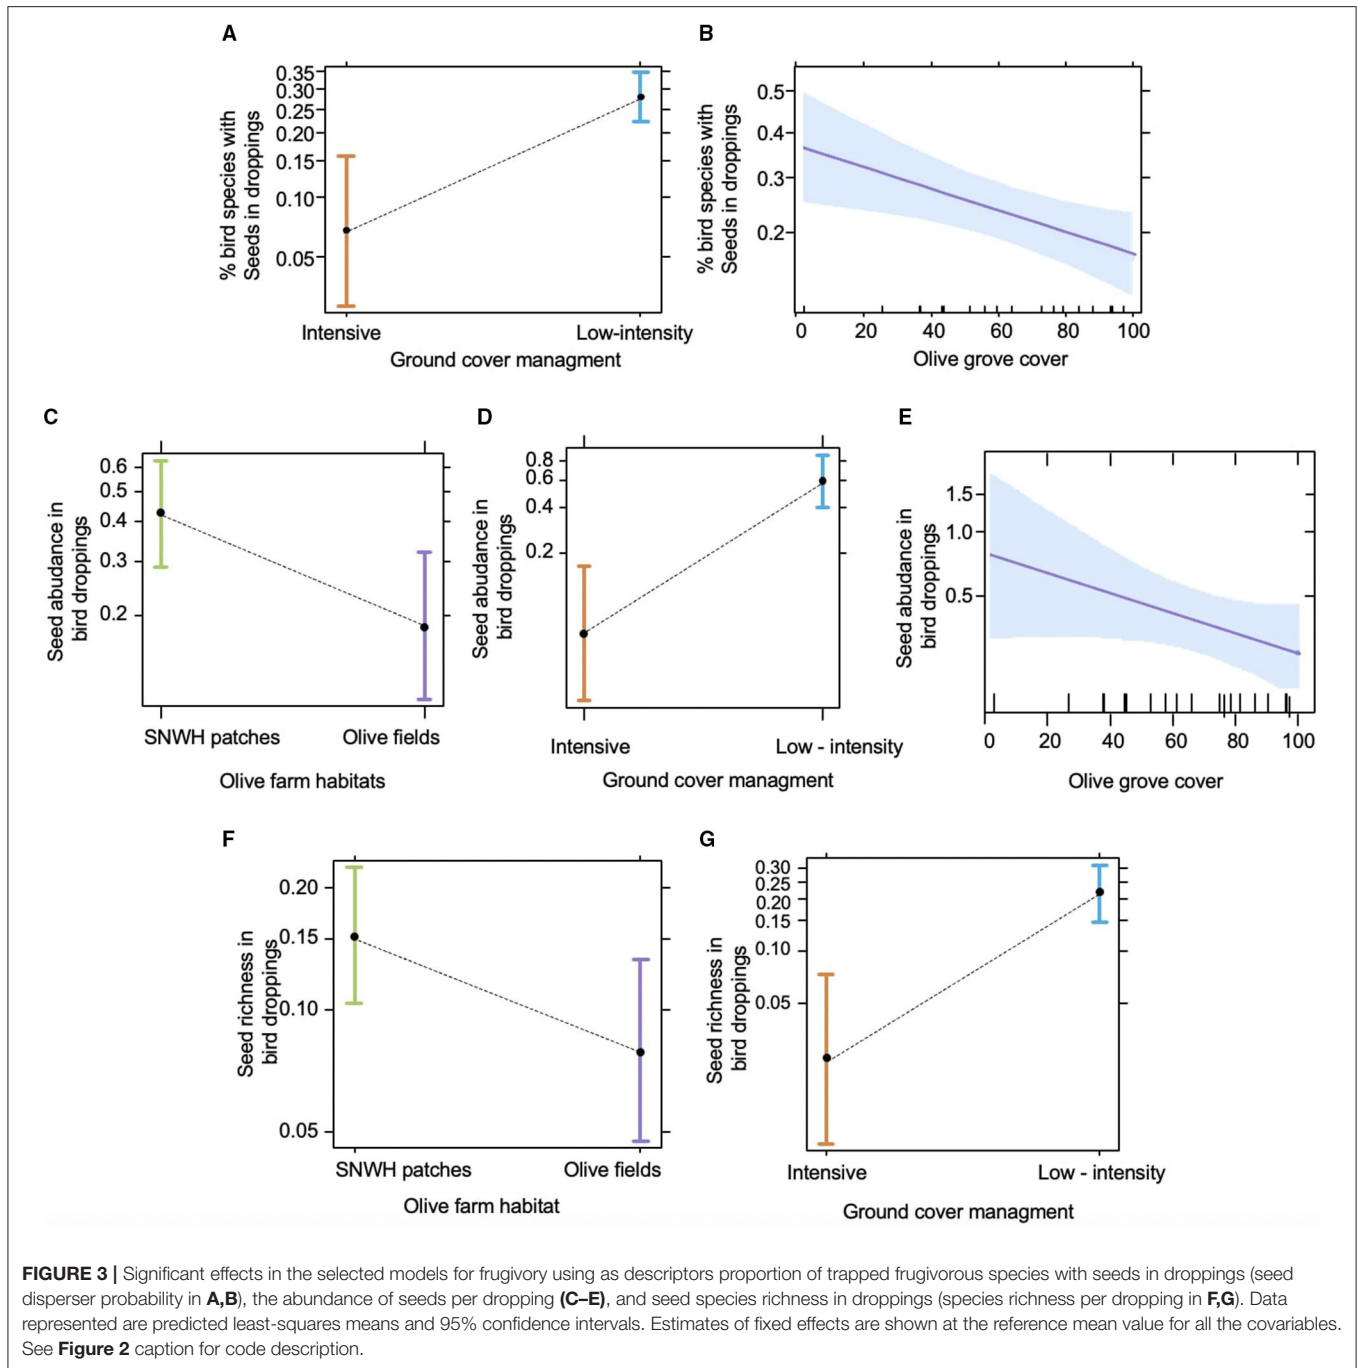 A
% bird species with
Seeds in droppings
0.35
0.30
0.25
0.20
0.15
0.10
0.05
Intensive
Low-intensity
Ground cover managment
B
% bird species with
Seeds in droppings
0.5
0.4
0.3
0.2
0 20 40 60 80 100
Olive grove cover
C
Seed abudance in
bird droppings
0.6
0.5
0.4
0.3
0.2
SNWH patches
Olive fields
Olive farm habitats
D
Seed abudance in
bird droppings
0.8
0.6
0.4
0.2
Intensive
Low - intensity
Ground cover managment
E
Seed abudance in
bird droppings
1.5
1.0
0.5
0 20 40 60 80 100
Olive grove cover
F
Seed richness in
bird droppings
0.20
0.15
0.10
0.05
SNWH patches
Olive fields
Olive farm habitat
G
Seed richness in
bird droppings
0.30
0.25
0.20
0.15
0.10
0.05
Intensive
Low - intensity
Ground cover managment
FIGURE 3 | Significant effects in the selected models for frugivory using as descriptors proportion of trapped frugivorous species with seeds in droppings (seed
disperser probability in A,B), the abundance of seeds per dropping (C–E), and seed species richness in droppings (species richness per dropping in F,G). Data
represented are predicted least-squares means and 95% confidence intervals. Estimates of fixed effects are shown at the reference mean value for all the covariables.
See Figure 2 caption for code description.